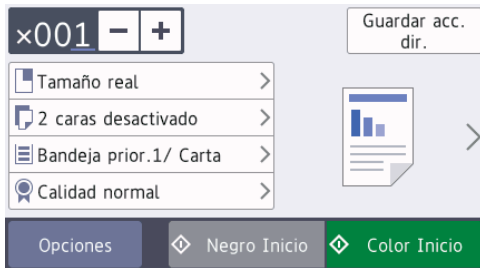 ×001 − +
Guardar acc.
dir.
Tamaño real
2 caras desactivado
Bandeja prior.1/ Carta
Calidad normal
Opciones
Negro Inicio
Color Inicio